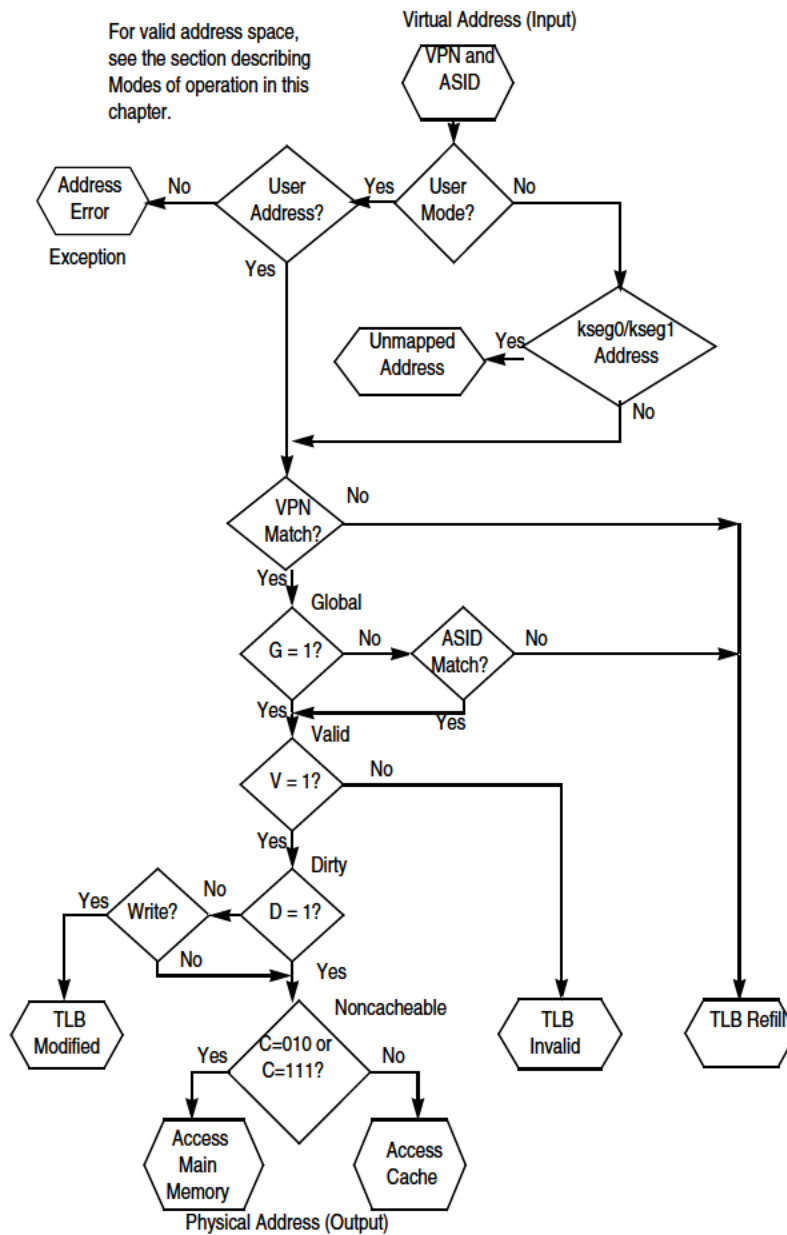 Virtual Address (Input)
For valid address space,
see the section describing
Modes of operation in this
chapter.
VPN and
ASID
Address
Error
No
User
Address?
Yes
User
Mode?
No
Exception
Yes
Unmapped
Address
Yes
kseg0/kseg1
Address
No
VPN
Match?
No
Yes
Global
G = 1?
No
ASID
Match?
No
Yes
Yes
Valid
V = 1?
No
Yes
Dirty
Yes
Write?
No
D = 1?
No
Yes
Noncacheable
TLB
Modified
TLB
Invalid
TLB Refill
Yes
C=010 or
C=111?
No
Access
Main
Memory
Access
Cache
Physical Address (Output)